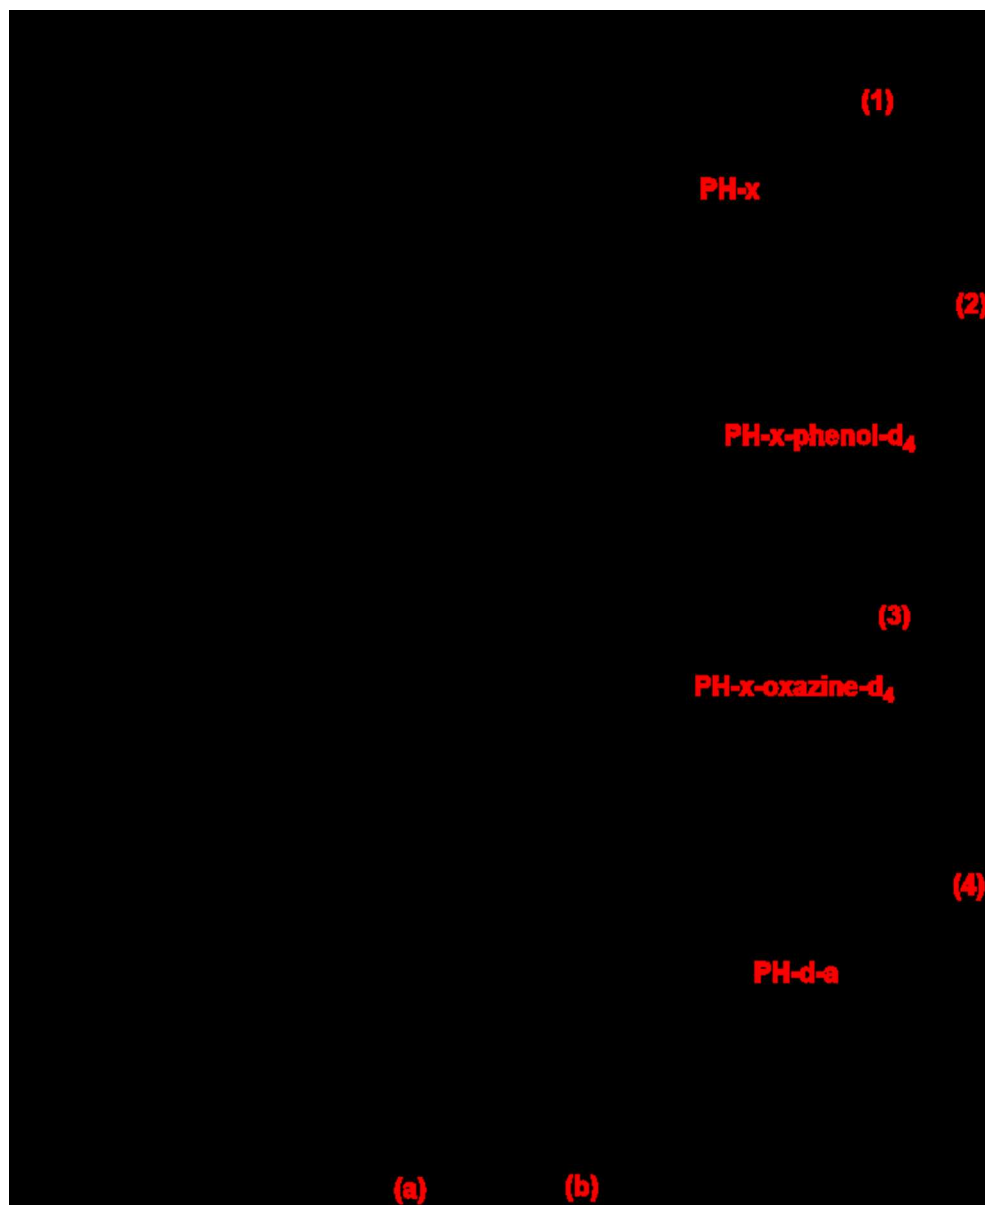 (1)
PH-x
(2)
PH-x-phenol-d₄
(3)
PH-x-oxazine-d₄
(4)
PH-d-a
(a) (b)